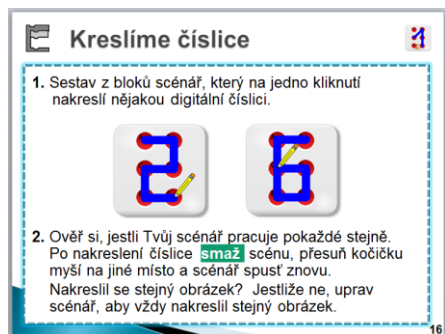 Kreslíme číslice
1. Sestav z bloků scénář, který na jedno kliknutí
nakreslí nějakou digitální číslici.
2. Ověř si, jestli Tvůj scénář pracuje pokaždé stejně.
Po nakreslení číslice smaž scénu, přesuň kočičku
myší na jiné místo a scénář spusť znovu.
Nakreslil se stejný obrázek? Jestliže ne, uprav
scénář, aby vždy nakreslil stejný obrázek.
16